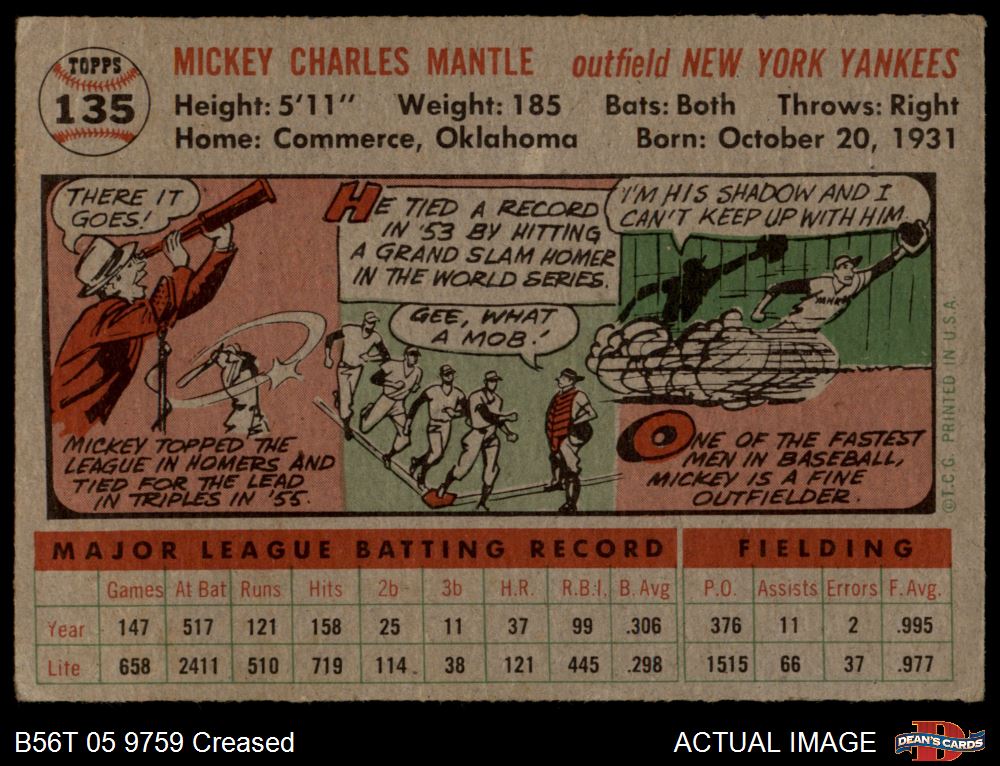 TOPPS
135
MICKEY CHARLES MANTLE outfield NEW YORK YANKEES
Height: 5'11" Weight: 185 Bats: Both Throws: Right
Home: Commerce, Oklahoma Born: October 20, 1931
THERE IT
GOES!
MICKEY TOPPED THE
LEAGUE IN HOMERS AND
TIED FOR THE LEAD
IN TRIPLES IN '55.
HE TIED A RECORD
IN '53 BY HITTING
A GRAND SLAM HOMER
IN THE WORLD SERIES.
GEE, WHAT
A MOB!
I'M HIS SHADOW AND I
CAN'T KEEP UP WITH HIM.
YANKS
ONE OF THE FASTEST
MEN IN BASEBALL,
MICKEY IS A FINE
OUTFIELDER.
© T.C.G. PRINTED IN U.S.A.
MAJOR LEAGUE BATTING RECORD FIELDING
Games At Bat Runs Hits 2b 3b H.R. R.B.I. B. Avg P.O. Assists Errors F. Avg.
Year 147 517 121 158 25 11 37 99 .306 376 11 2 .995
Life 658 2411 510 719 114 38 121 445 .298 1515 66 37 .977
B56T 05 9759 Creased ACTUAL IMAGE
DEAN'S CARDS